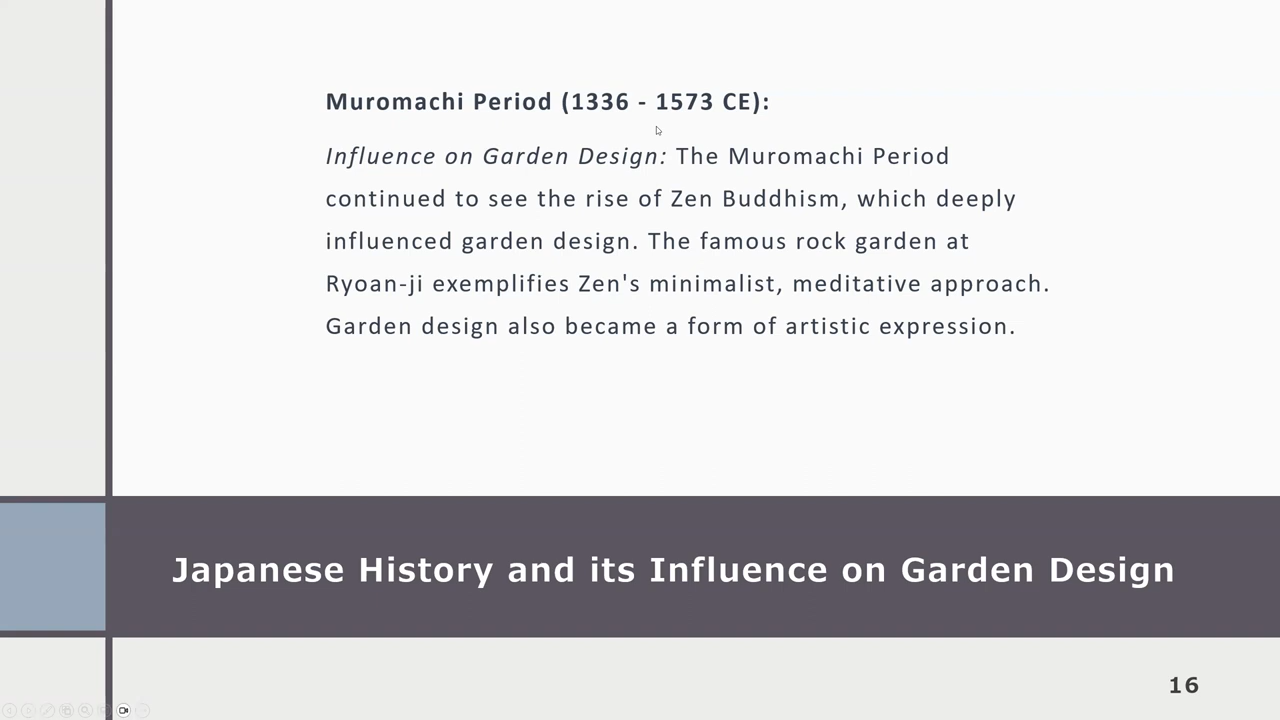 Muromachi Period (1336 - 1573 CE):
Influence on Garden Design: The Muromachi Period
continued to see the rise of Zen Buddhism, which deeply
influenced garden design. The famous rock garden at
Ryoan-ji exemplifies Zen's minimalist, meditative approach.
Garden design also became a form of artistic expression.
Japanese History and its Influence on Garden Design
16